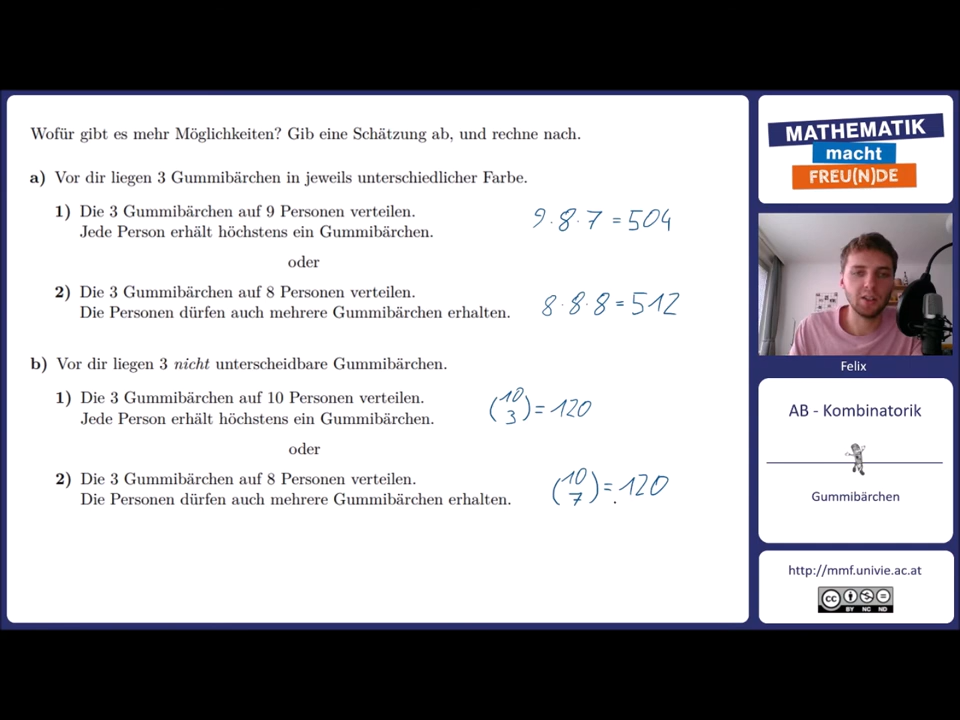 Wofür gibt es mehr Möglichkeiten? Gib eine Schätzung ab, und rechne nach.
a) Vor dir liegen 3 Gummibärchen in jeweils unterschiedlicher Farbe.
1) Die 3 Gummibärchen auf 9 Personen verteilen.
Jede Person erhält höchstens ein Gummibärchen.
9·8·7 = 504
oder
2) Die 3 Gummibärchen auf 8 Personen verteilen.
Die Personen dürfen auch mehrere Gummibärchen erhalten.
8·8·8 = 512
b) Vor dir liegen 3 nicht unterscheidbare Gummibärchen.
1) Die 3 Gummibärchen auf 10 Personen verteilen.
Jede Person erhält höchstens ein Gummibärchen.
(10 3) = 120
oder
2) Die 3 Gummibärchen auf 8 Personen verteilen.
Die Personen dürfen auch mehrere Gummibärchen erhalten.
(10 7) = 120
MATHEMATIK
macht
FREU(N)DE
Felix
AB - Kombinatorik
Gummibärchen
http://mmf.univie.ac.at
cc
BY NC ND